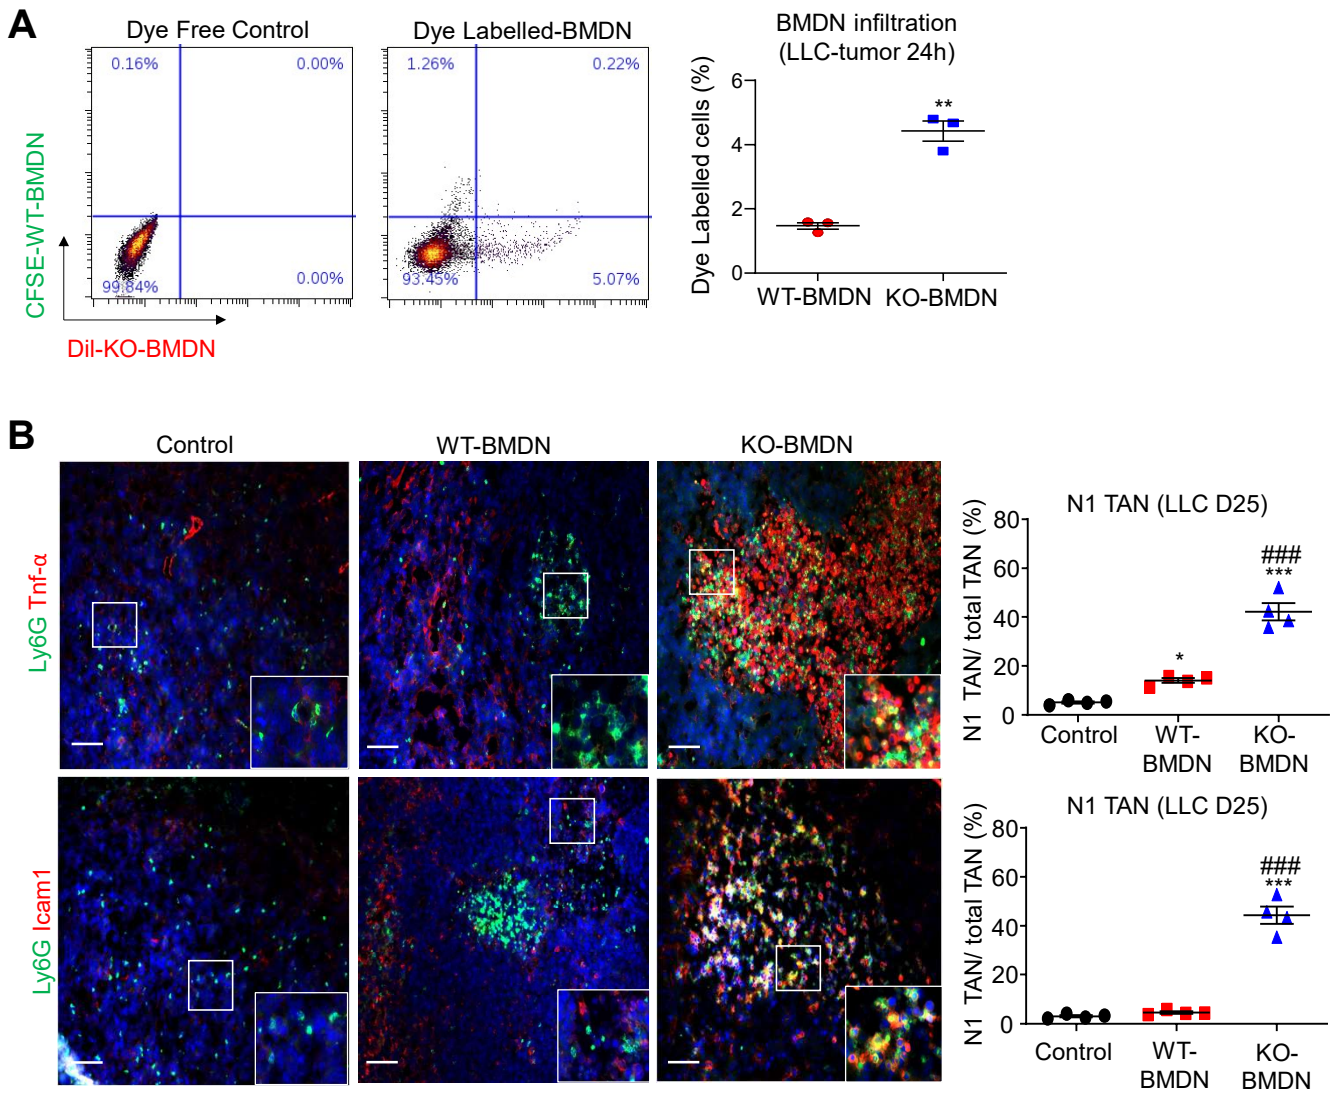 A
Dye Free Control
Dye Labelled-BMDN
BMDN infiltration
(LLC-tumor 24h)
0.16%
0.00%
99.84%
0.00%
1.26%
0.22%
93.45%
5.07%
CFSE-WT-BMDN
Dil-KO-BMDN
Dye Labelled cells (%)
6
4
2
0
**
WT-BMDN
KO-BMDN
B
Control
WT-BMDN
KO-BMDN
Ly6G Tnf-α
N1 TAN (LLC D25)
N1 TAN/ total TAN (%)
80
60
40
20
0
*
###
***
Control
WT-
BMDN
KO-
BMDN
Ly6G Icam1
N1 TAN (LLC D25)
N1 TAN/ total TAN (%)
80
60
40
20
0
###
***
Control
WT-
BMDN
KO-
BMDN